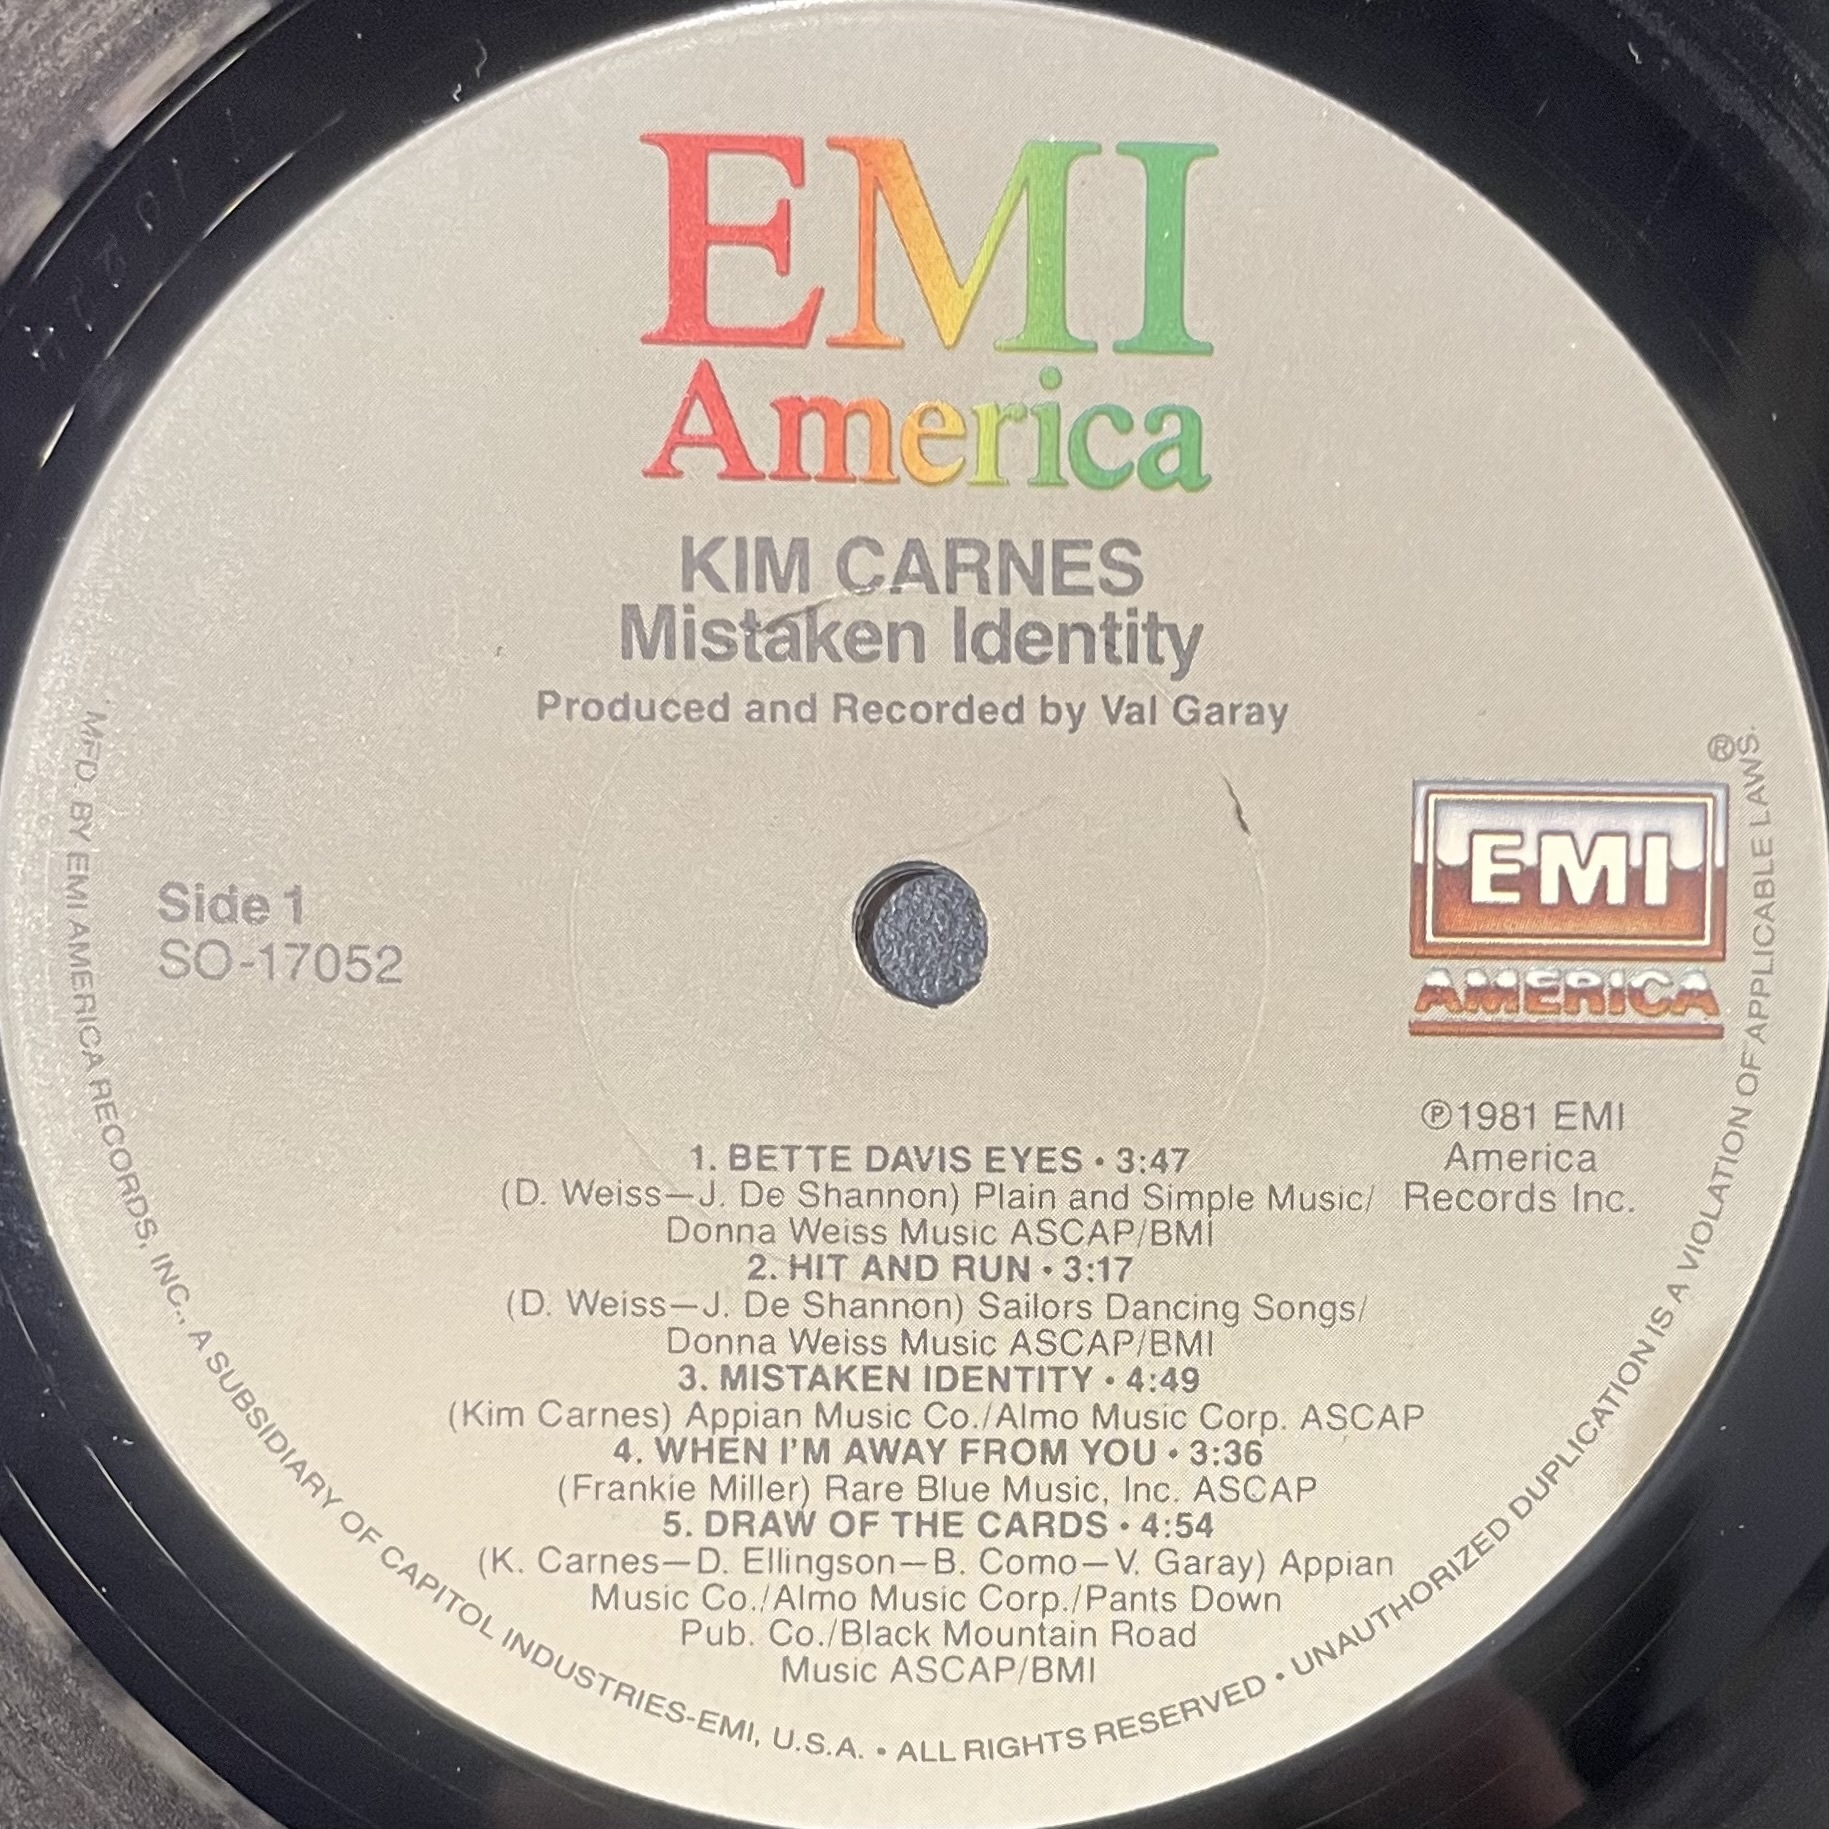 EMI
America
KIM CARNES
Mistaken Identity
Produced and Recorded by Val Garay
Side 1
SO-17052
®
EMI
AMERICA
℗1981 EMI
America
Records Inc.
1. BETTE DAVIS EYES • 3:47
(D. Weiss—J. De Shannon) Plain and Simple Music/
Donna Weiss Music ASCAP/BMI
2. HIT AND RUN • 3:17
(D. Weiss—J. De Shannon) Sailors Dancing Songs/
Donna Weiss Music ASCAP/BMI
3. MISTAKEN IDENTITY • 4:49
(Kim Carnes) Appian Music Co./Almo Music Corp. ASCAP
4. WHEN I'M AWAY FROM YOU • 3:36
(Frankie Miller) Rare Blue Music, Inc. ASCAP
5. DRAW OF THE CARDS • 4:54
(K. Carnes—D. Ellingson—B. Como—V. Garay) Appian
Music Co./Almo Music Corp./Pants Down
Pub. Co./Black Mountain Road
Music ASCAP/BMI
MFD. BY EMI AMERICA RECORDS, INC., A SUBSIDIARY OF CAPITOL INDUSTRIES-EMI, U.S.A. • ALL RIGHTS RESERVED • UNAUTHORIZED DUPLICATION IS A VIOLATION OF APPLICABLE LAWS.